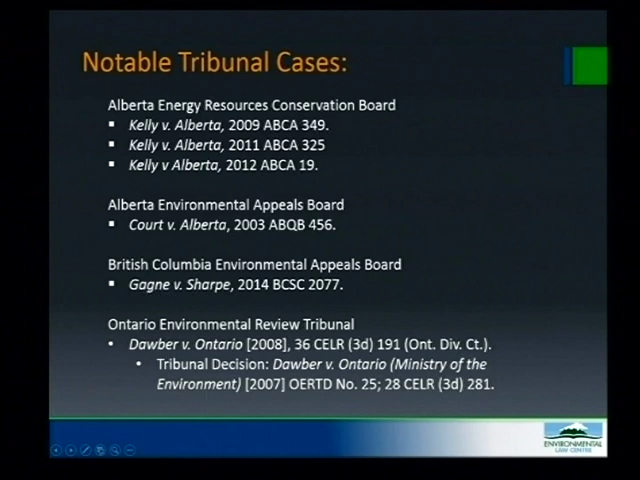 Notable Tribunal Cases:
Alberta Energy Resources Conservation Board
▪ Kelly v. Alberta, 2009 ABCA 349.
▪ Kelly v. Alberta, 2011 ABCA 325
▪ Kelly v Alberta, 2012 ABCA 19.
Alberta Environmental Appeals Board
▪ Court v. Alberta, 2003 ABQB 456.
British Columbia Environmental Appeals Board
▪ Gagne v. Sharpe, 2014 BCSC 2077.
Ontario Environmental Review Tribunal
• Dawber v. Ontario [2008], 36 CELR (3d) 191 (Ont. Div. Ct.).
• Tribunal Decision: Dawber v. Ontario (Ministry of the
Environment) [2007] OERTD No. 25; 28 CELR (3d) 281.
ENVIRONMENTAL
LAW CENTRE